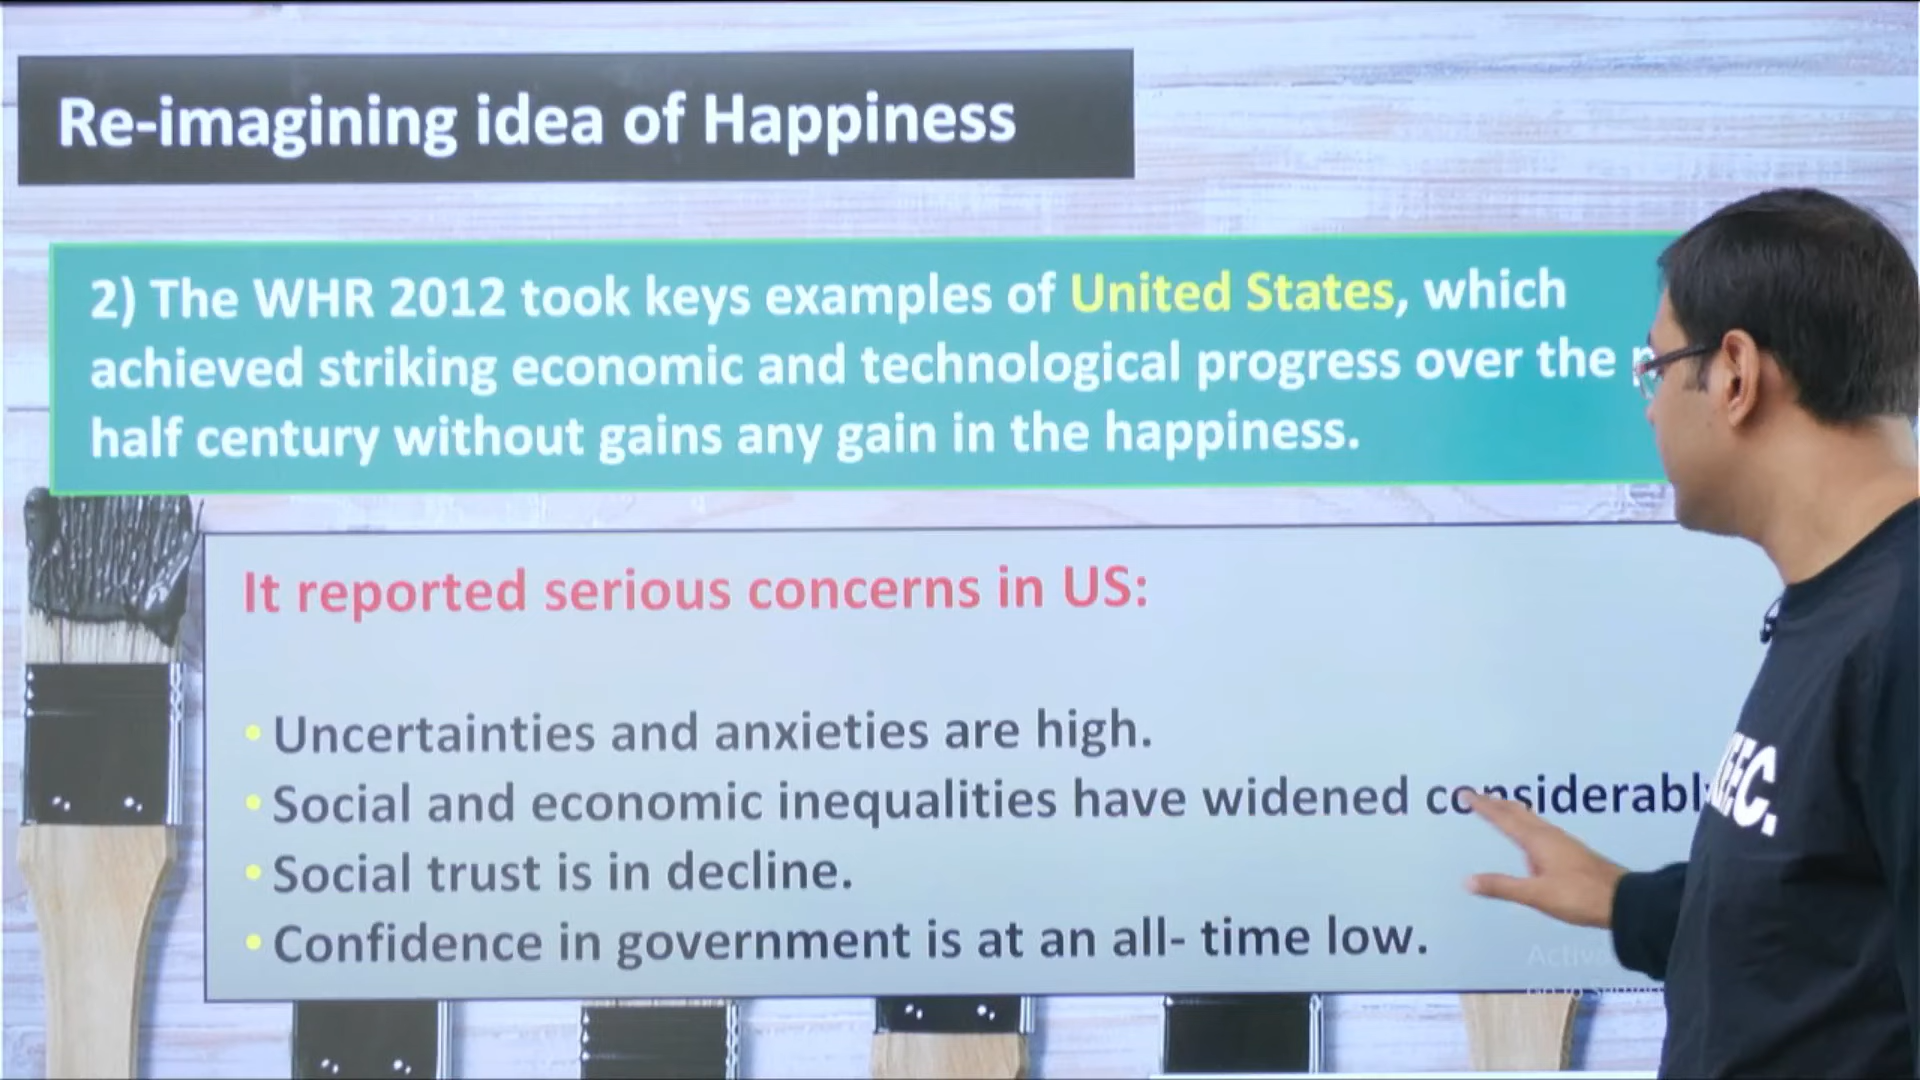 Re-imagining idea of Happiness
2) The WHR 2012 took keys examples of United States, which
achieved striking economic and technological progress over the
half century without gains any gain in the happiness.
It reported serious concerns in US:
• Uncertainties and anxieties are high.
• Social and economic inequalities have widened
• Social trust is in decline.
• Confidence in government is at an all- time low.